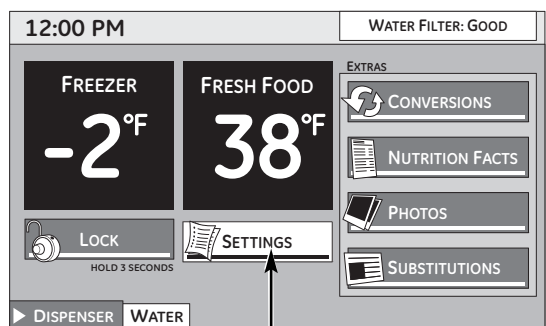 12:00 PM
WATER FILTER: GOOD
EXTRAS
FREEZER
-2°F
FRESH FOOD
38°F
CONVERSIONS
NUTRITION FACTS
PHOTOS
SUBSTITUTIONS
LOCK
HOLD 3 SECONDS
SETTINGS
DISPENSER
WATER